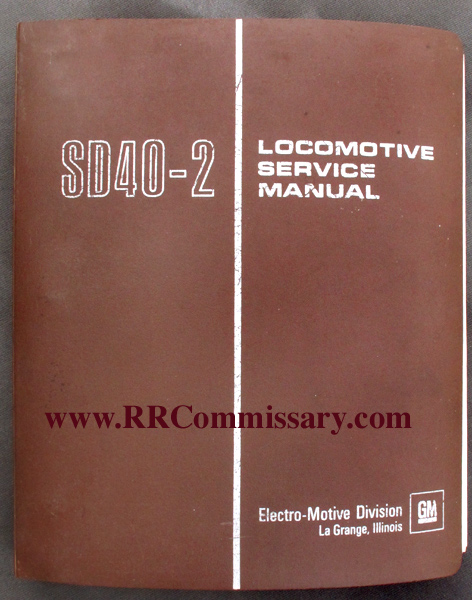 SD40-2
LOCOMOTIVE
SERVICE
MANUAL
www.RRCommissary.com
Electro-Motive Division
La Grange, Illinois
GM